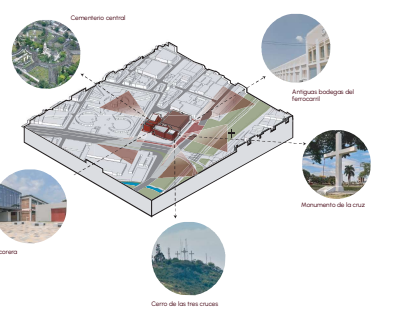 Cementerio central
Antiguas bodegas del
ferrocarril
Monumento de la cruz
Cerro de las tres cruces